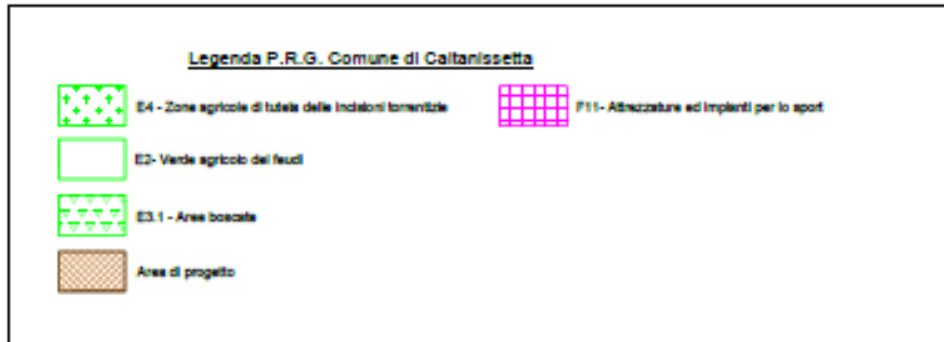 Legenda P.R.G. Comune di Caltanissetta
E4 - Zone agricole di tutela delle incisioni torrentizie
F11- Attrezzature ed impianti per lo sport
E2- Verde agricolo dei feudi
E3.1 - Aree boscate
Area di progetto